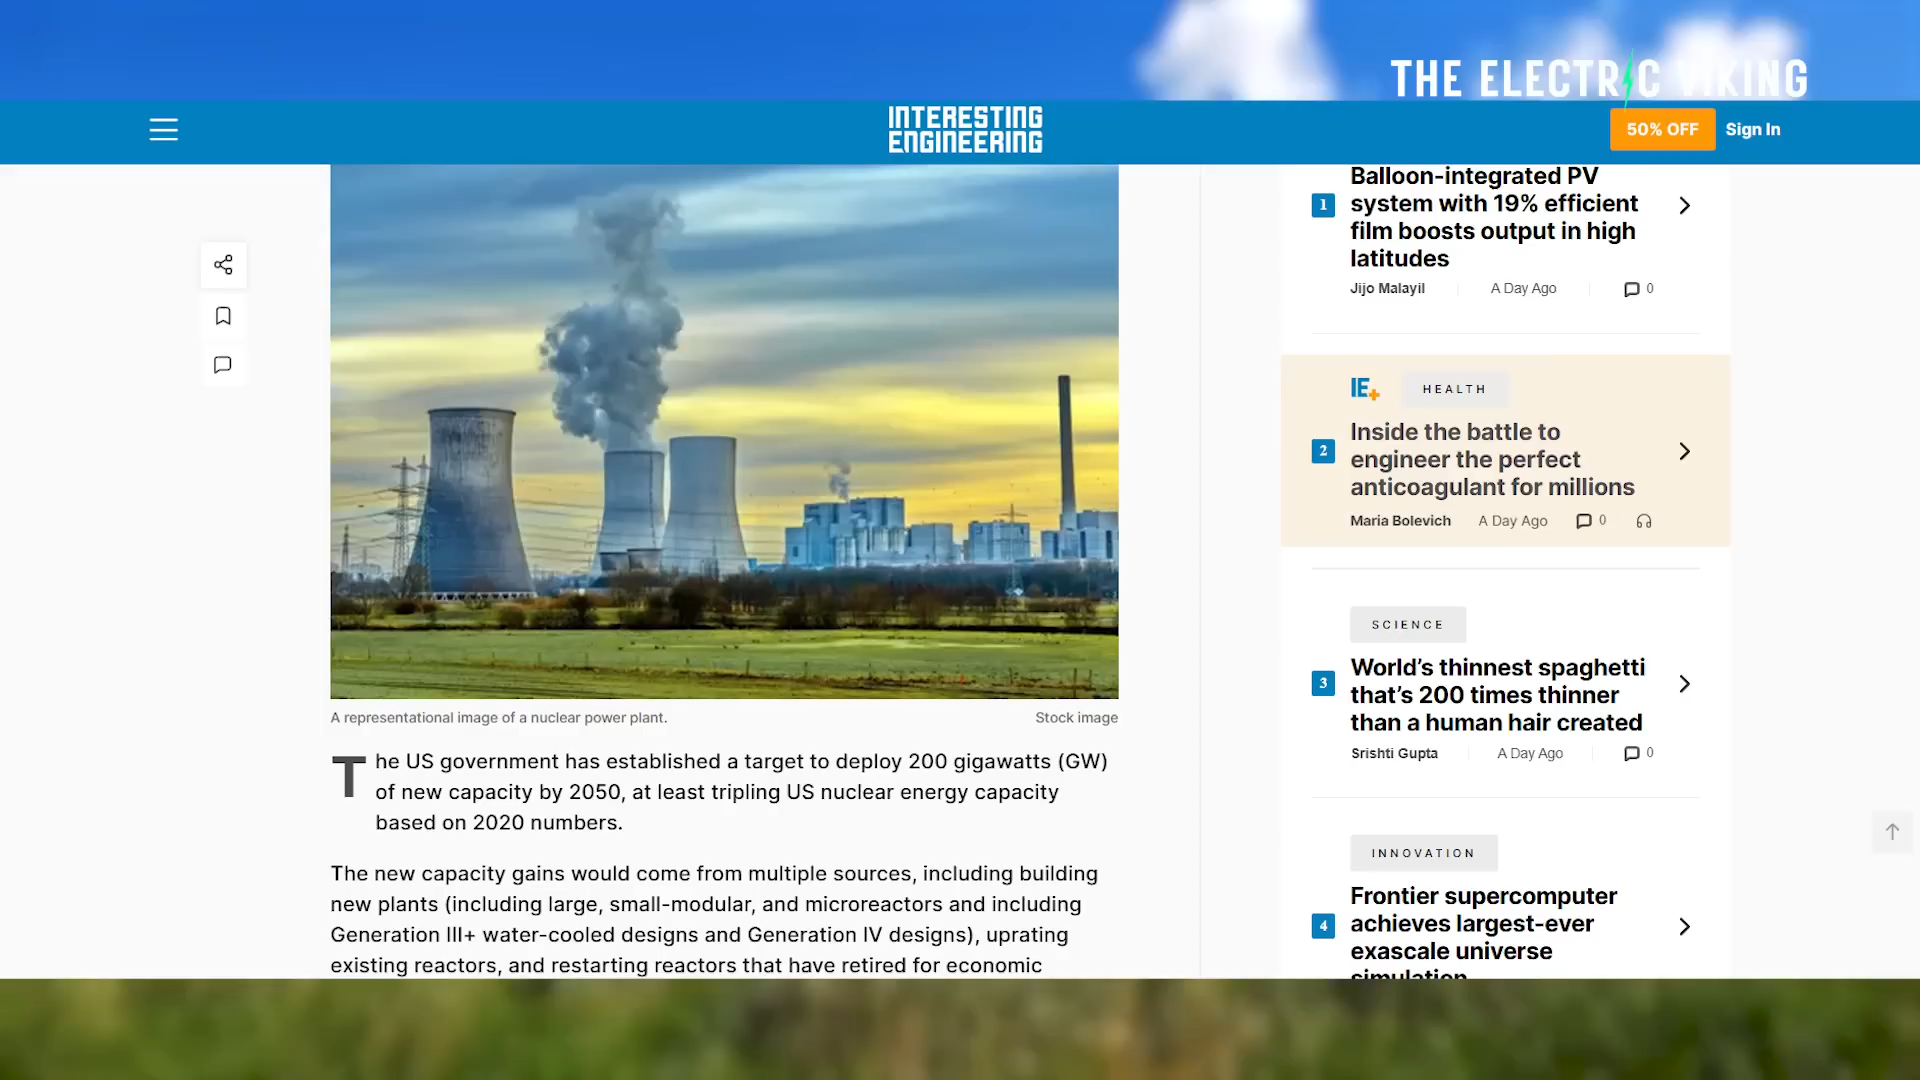 THE ELECTRIC VIKING
INTERESTING
ENGINEERING
50% OFF
Sign In
A representational image of a nuclear power plant.
Stock image
The US government has established a target to deploy 200 gigawatts (GW)
of new capacity by 2050, at least tripling US nuclear energy capacity
based on 2020 numbers.
The new capacity gains would come from multiple sources, including building
new plants (including large, small-modular, and microreactors and including
Generation III+ water-cooled designs and Generation IV designs), uprating
existing reactors, and restarting reactors that have retired for economic
1
Balloon-integrated PV
system with 19% efficient
film boosts output in high
latitudes
Jijo Malayil
A Day Ago
0
IE+
HEALTH
2
Inside the battle to
engineer the perfect
anticoagulant for millions
Maria Bolevich
A Day Ago
0
SCIENCE
3
World's thinnest spaghetti
that's 200 times thinner
than a human hair created
Srishti Gupta
A Day Ago
0
INNOVATION
4
Frontier supercomputer
achieves largest-ever
exascale universe
simulation